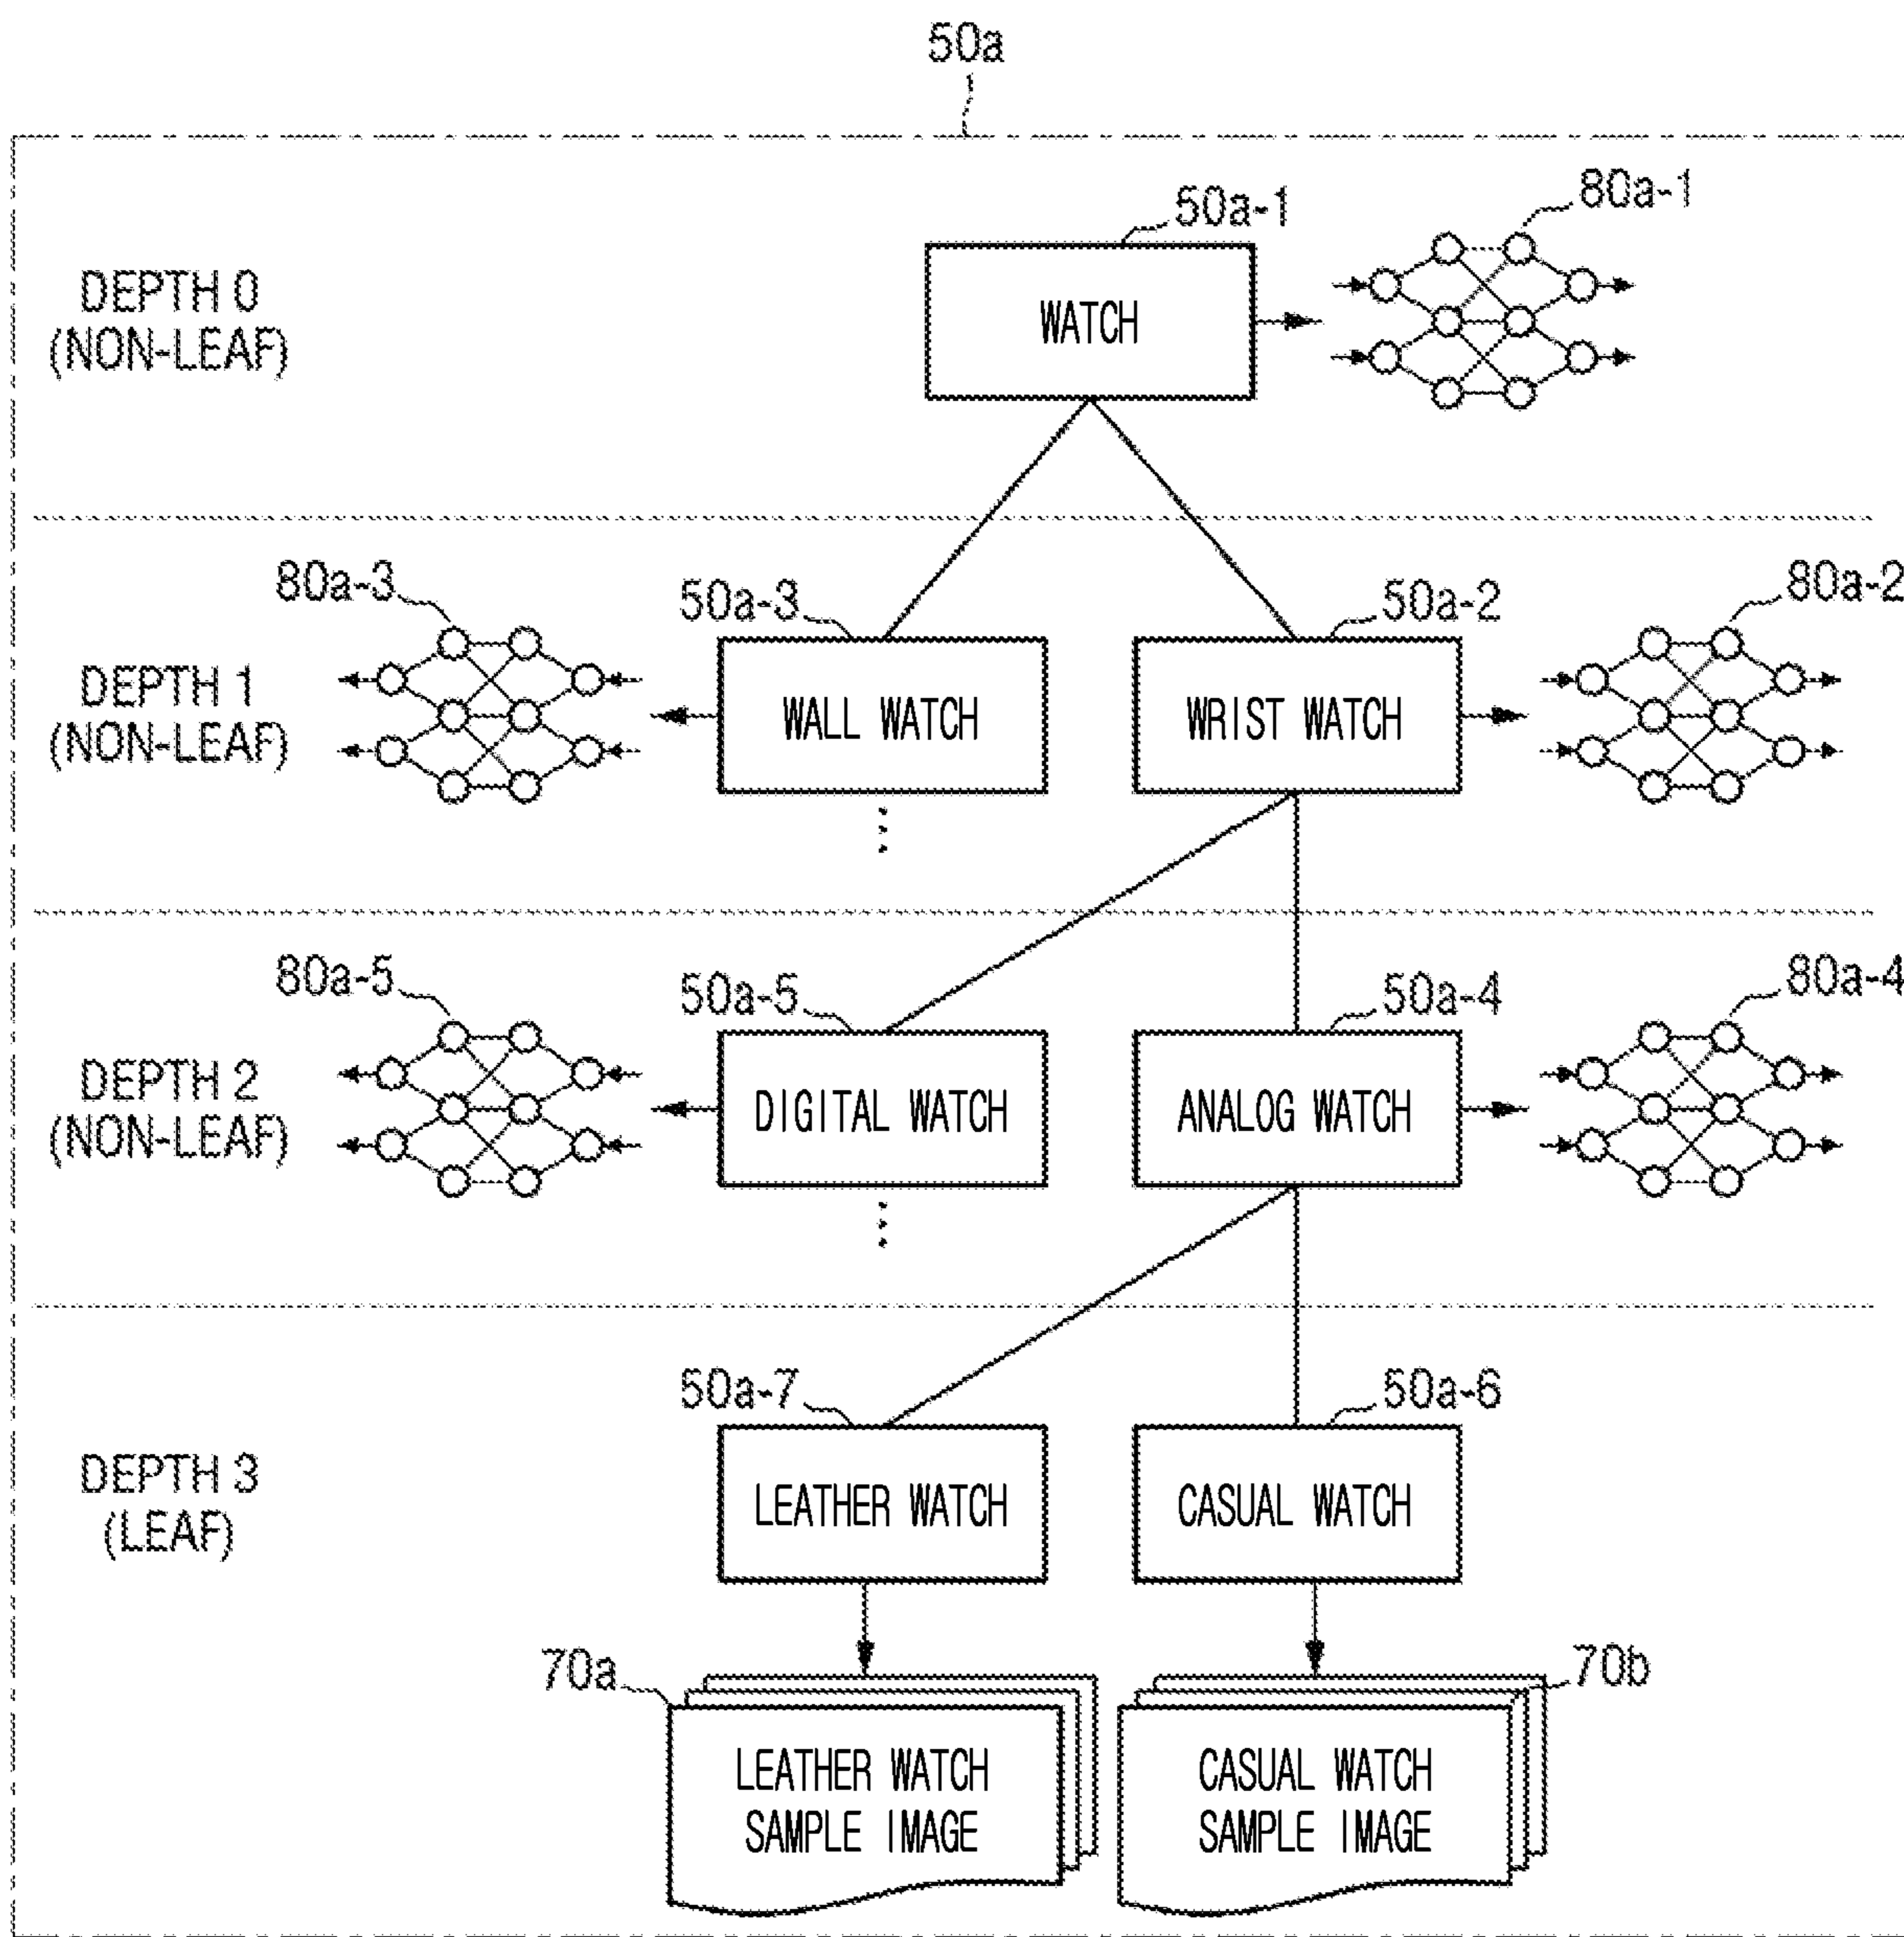 50a
50a-1
80a-1
DEPTH 0
(NON-LEAF)
WATCH
80a-3
50a-3
50a-2
80a-2
DEPTH 1
(NON-LEAF)
WALL WATCH
WRIST WATCH
80a-5
50a-5
50a-4
80a-4
DEPTH 2
(NON-LEAF)
DIGITAL WATCH
ANALOG WATCH
50a-7
50a-6
DEPTH 3
(LEAF)
LEATHER WATCH
CASUAL WATCH
70a
70b
LEATHER WATCH
SAMPLE IMAGE
CASUAL WATCH
SAMPLE IMAGE